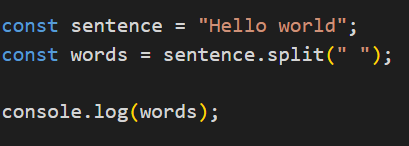 const sentence = "Hello world";
const words = sentence.split(" ");
console.log(words);